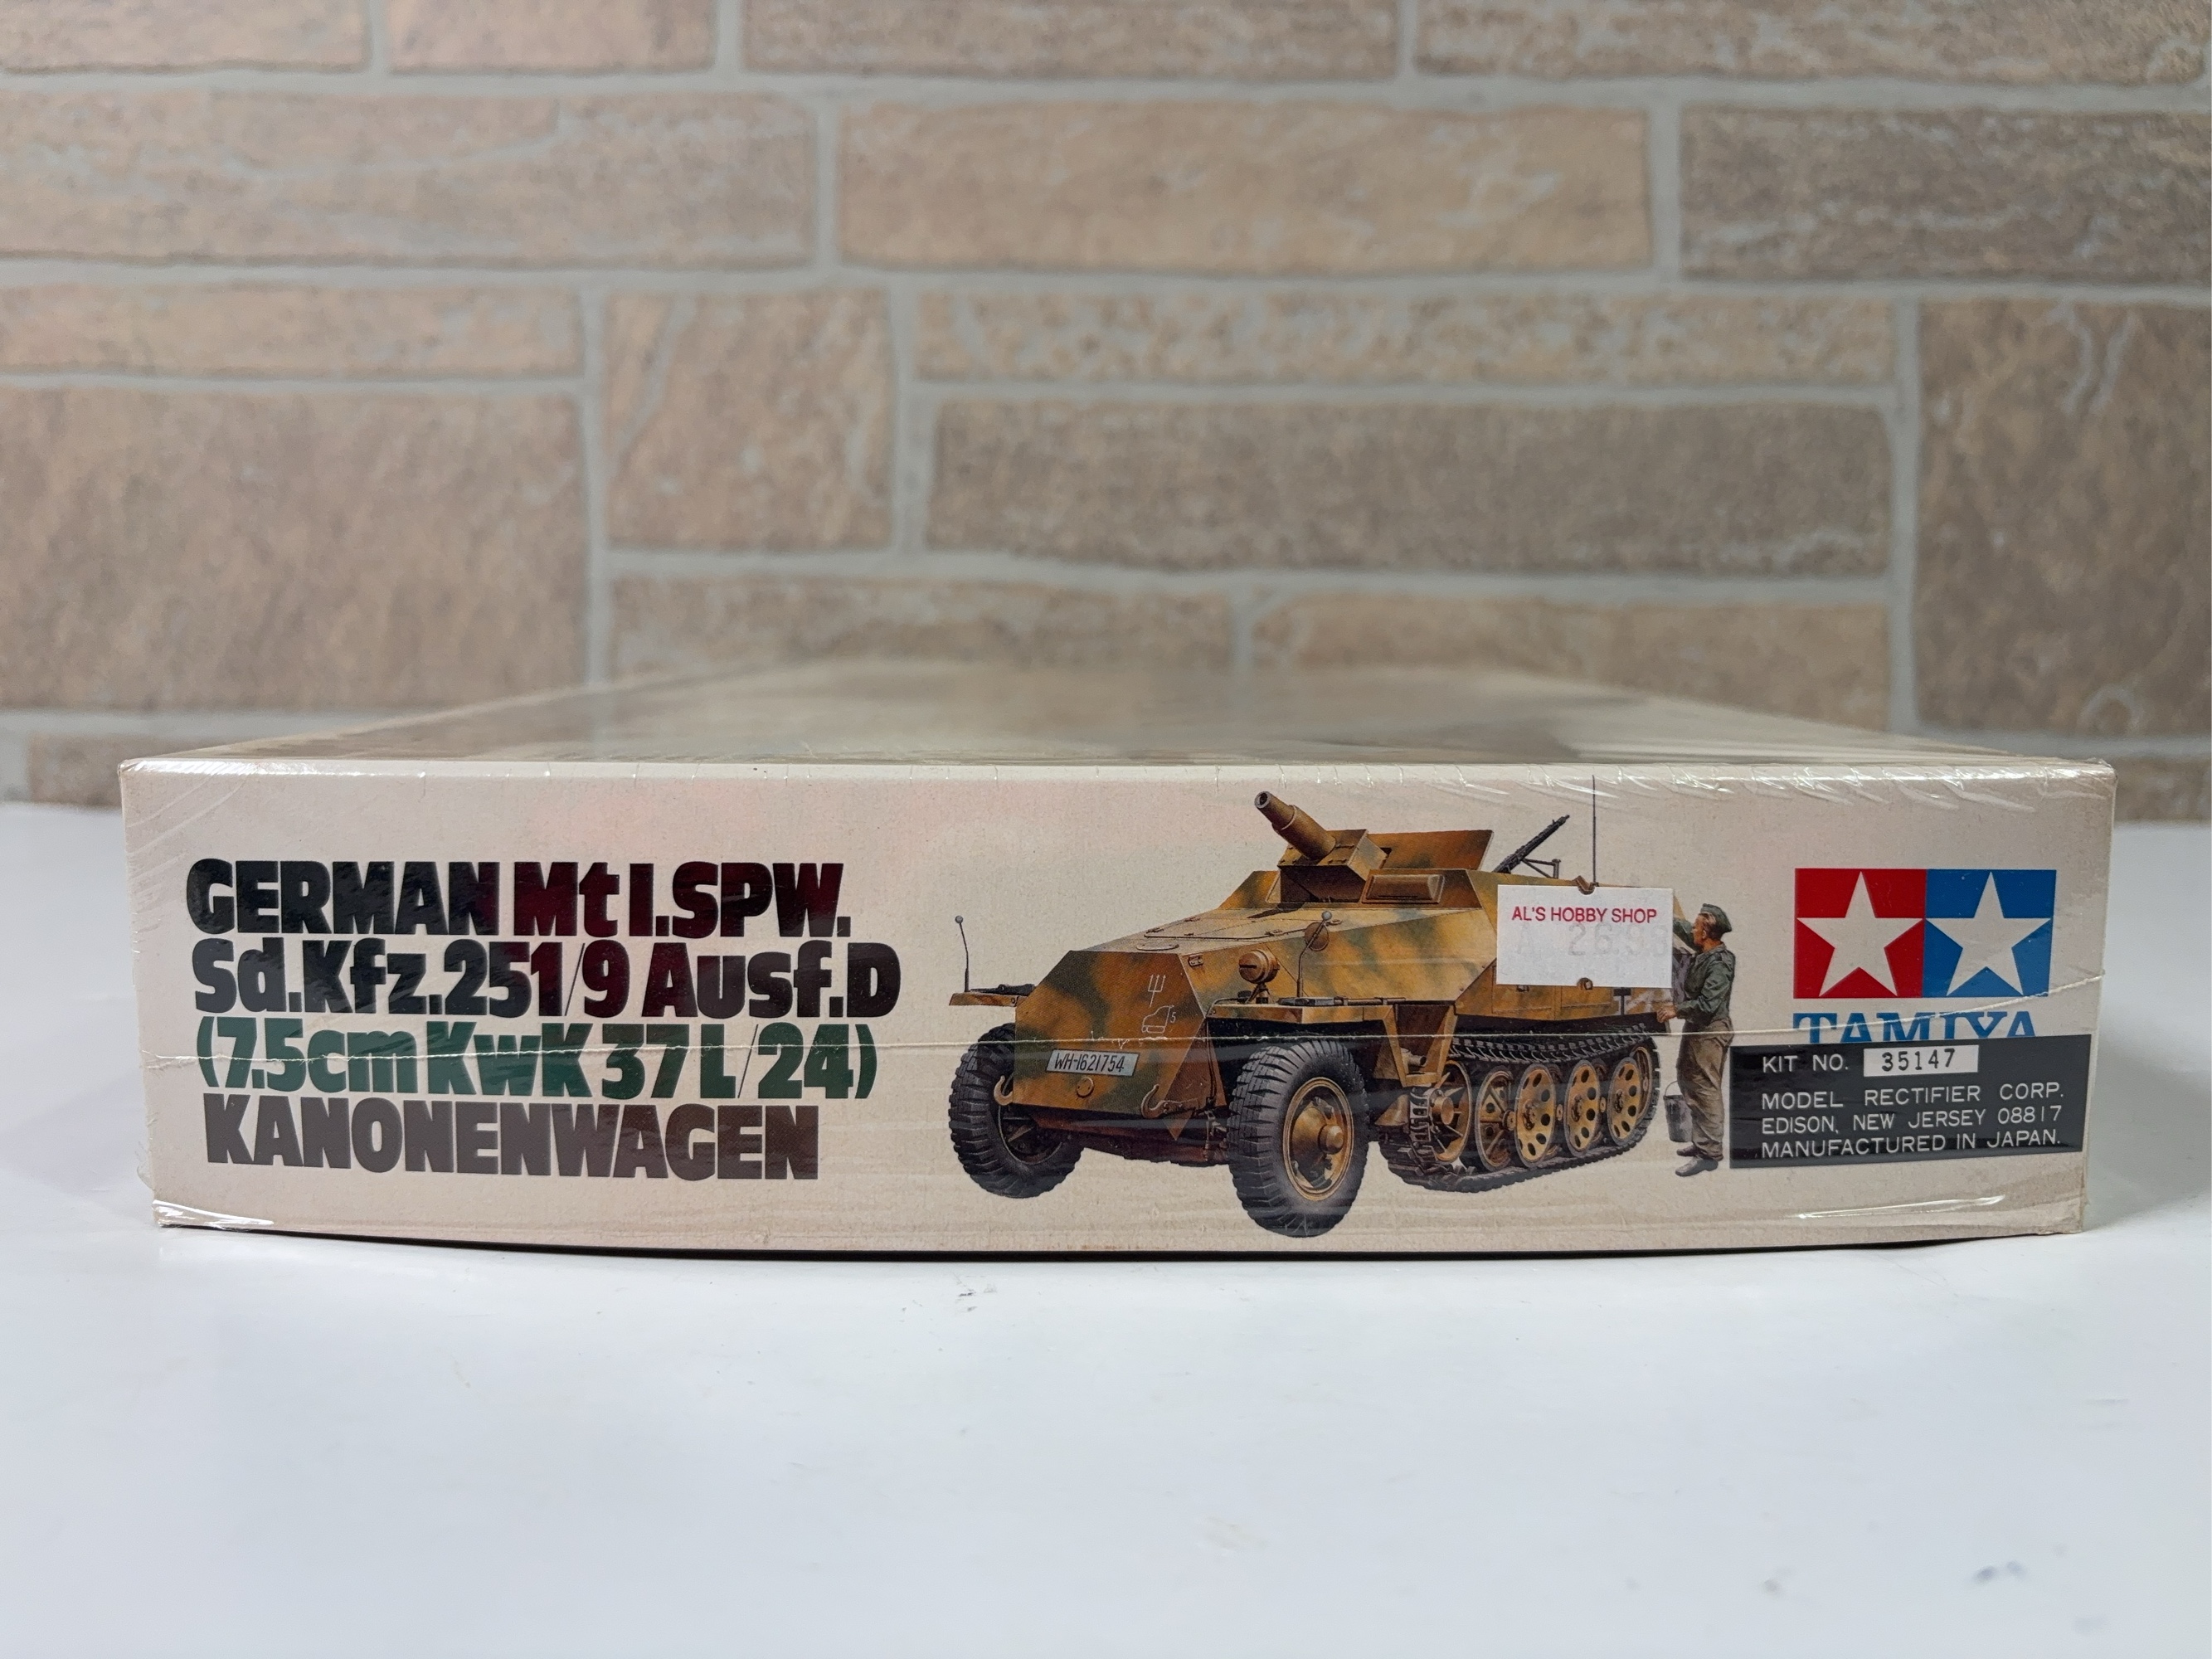 GERMAN Mt l.SPW.
Sd.Kfz.251/9 Ausf.D
(7.5cm KwK 37 L/24)
KANONENWAGEN
WH-1621754
AL'S HOBBY SHOP
TAMIYA
KIT NO. 35147
MODEL RECTIFIER CORP.
EDISON, NEW JERSEY 08817
MANUFACTURED IN JAPAN.